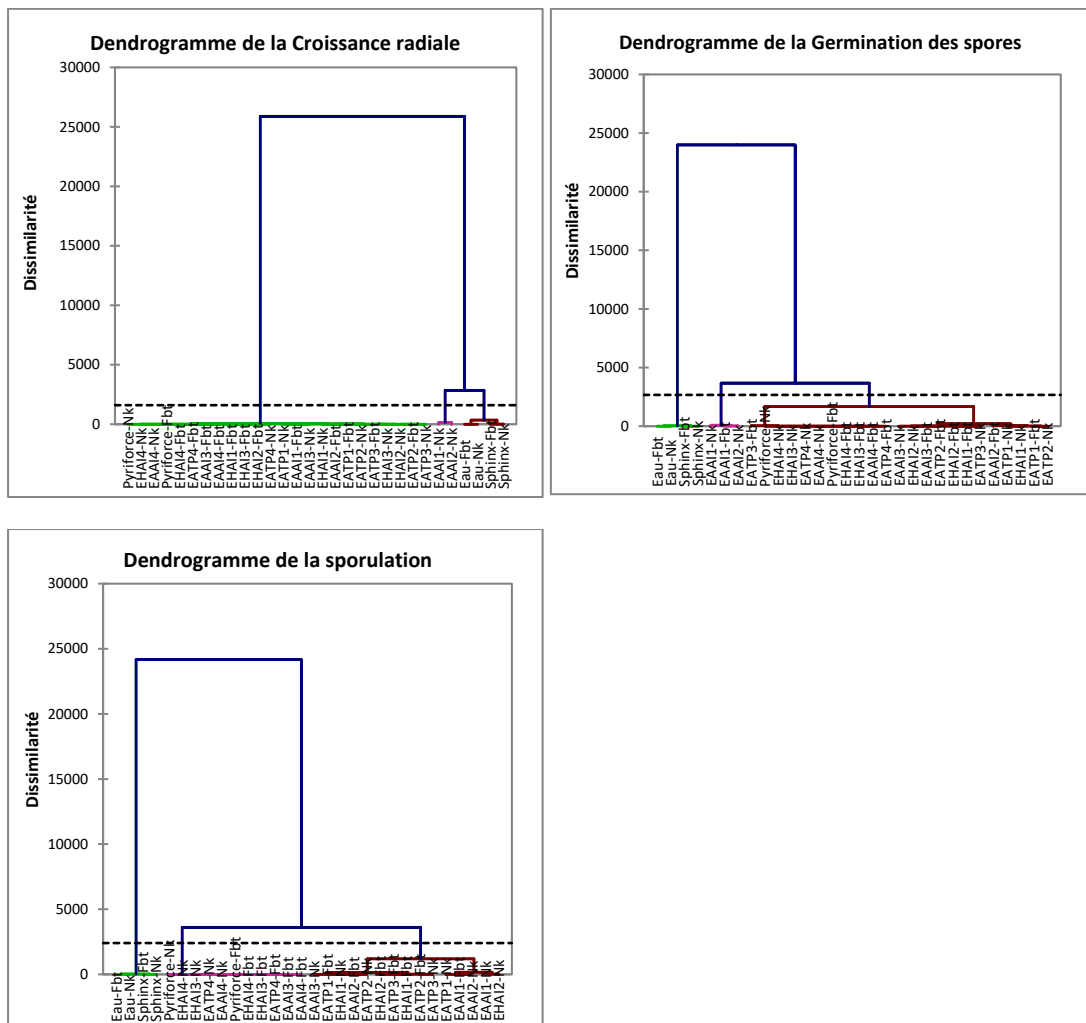 Dendrogramme de la Croissance radiale
30000
25000
20000
15000
10000
5000
0
Dissimilarité
Pyriforce-Nk
EHAI4-Nk
EAAI4-Nk
Pyriforce-Fbt
EHAI4-Fbt
EATP4-Fbt
EAAI3-Fbt
EAAI4-Fbt
EHAI1-Fbt
EHAI3-Fbt
EHAI2-Fbt
EATP4-Nk
EATP1-Nk
EAAI1-Fbt
EAAI3-Nk
EHAI1-Nk
EAAI2-Fbt
EATP1-Fbt
EATP2-Nk
EATP3-Fbt
EHAI3-Nk
EHAI2-Nk
EATP2-Fbt
EATP3-Nk
EAAI1-Nk
EAAI2-Nk
Eau-Fbt
Eau-Nk
Sphinx-Fbt
Sphinx-Nk
Dendrogramme de la Germination des spores
30000
25000
20000
15000
10000
5000
0
Dissimilarité
Eau-Fbt
Eau-Nk
Sphinx-Fbt
Sphinx-Nk
EAAI1-Nk
EAAI1-Fbt
EAAI2-Nk
EATP3-Fbt
Pyriforce-Nk
EHAI4-Nk
EHAI3-Nk
EATP4-Nk
EAAI4-Nk
Pyriforce-Fbt
EHAI4-Fbt
EHAI3-Fbt
EAAI4-Fbt
EATP4-Fbt
EAAI3-Nk
EHAI2-Nk
EAAI3-Fbt
EATP2-Fbt
EHAI2-Fbt
EHAI1-Fbt
EATP3-Nk
EAAI2-Fbt
EATP1-Nk
EHAI1-Nk
EATP1-Fbt
EATP2-Nk
Dendrogramme de la sporulation
30000
25000
20000
15000
10000
5000
0
Dissimilarité
Eau-Fbt
Eau-Nk
Sphinx-Fbt
Sphinx-Nk
Pyriforce-Nk
EHAI4-Nk
EHAI3-Nk
EATP4-Nk
EAAI4-Nk
Pyriforce-Fbt
EHAI4-Fbt
EHAI3-Fbt
EATP4-Fbt
EAAI3-Fbt
EAAI4-Fbt
EAAI3-Nk
EATP1-Fbt
EHAI1-Nk
EAAI2-Fbt
EATP2-Nk
EHAI2-Fbt
EATP3-Fbt
EHAI1-Fbt
EATP2-Fbt
EATP3-Nk
EATP1-Nk
EAAI1-Fbt
EAAI2-Nk
EAAI1-Nk
EHAI2-Nk